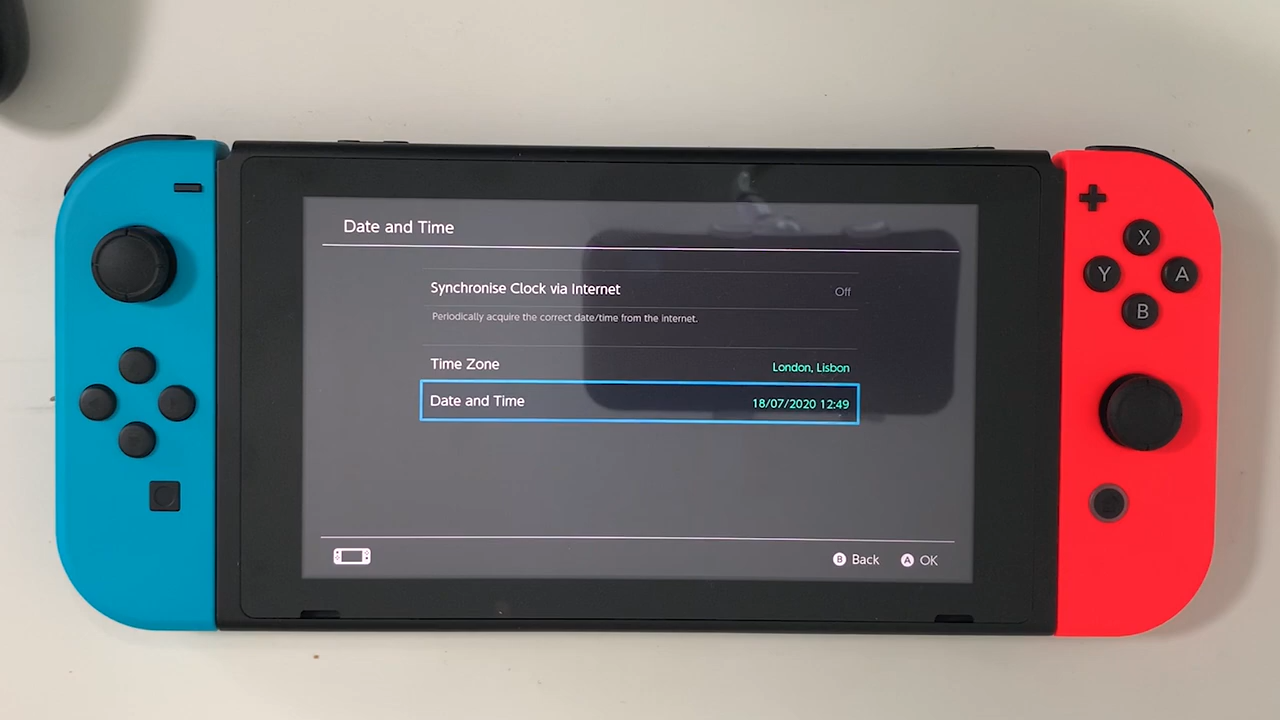 Date and Time
Synchronise Clock via Internet Off
Periodically acquire the correct date/time from the internet.
Time Zone London, Lisbon
Date and Time 18/07/2020 12:49
B Back A OK
X
Y A
B